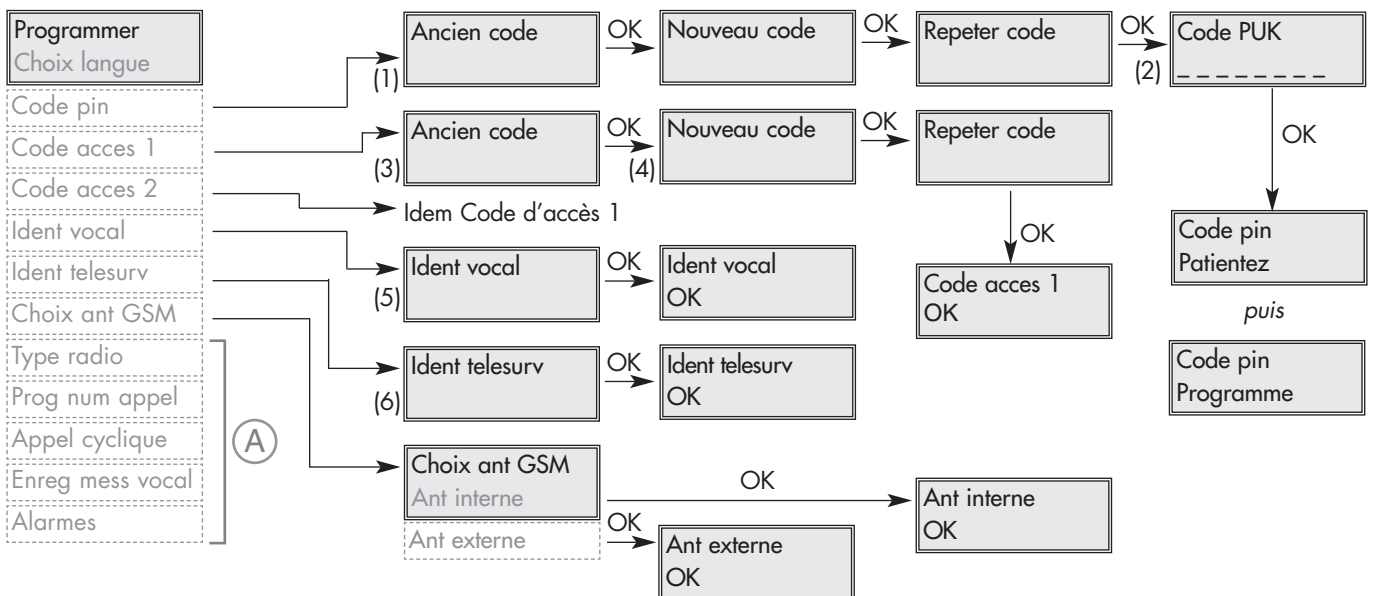 Programmer
Choix langue
Code pin
Code acces 1
Code acces 2
Ident vocal
Ident telesurv
Choix ant GSM
Type radio
Prog num appel
Appel cyclique
Enreg mess vocal
Alarmes
A
(1)
Ancien code
OK
Nouveau code
OK
Repeter code
OK
(2)
Code PUK
_ _ _ _ _ _ _ _
OK
Code pin
Patientez
puis
Code pin
Programme
(3)
Ancien code
OK
(4)
Nouveau code
OK
Repeter code
OK
Code acces 1
OK
Idem Code d'accès 1
(5)
Ident vocal
OK
Ident vocal
OK
(6)
Ident telesurv
OK
Ident telesurv
OK
Choix ant GSM
Ant interne
OK
Ant interne
OK
Ant externe
OK
Ant externe
OK